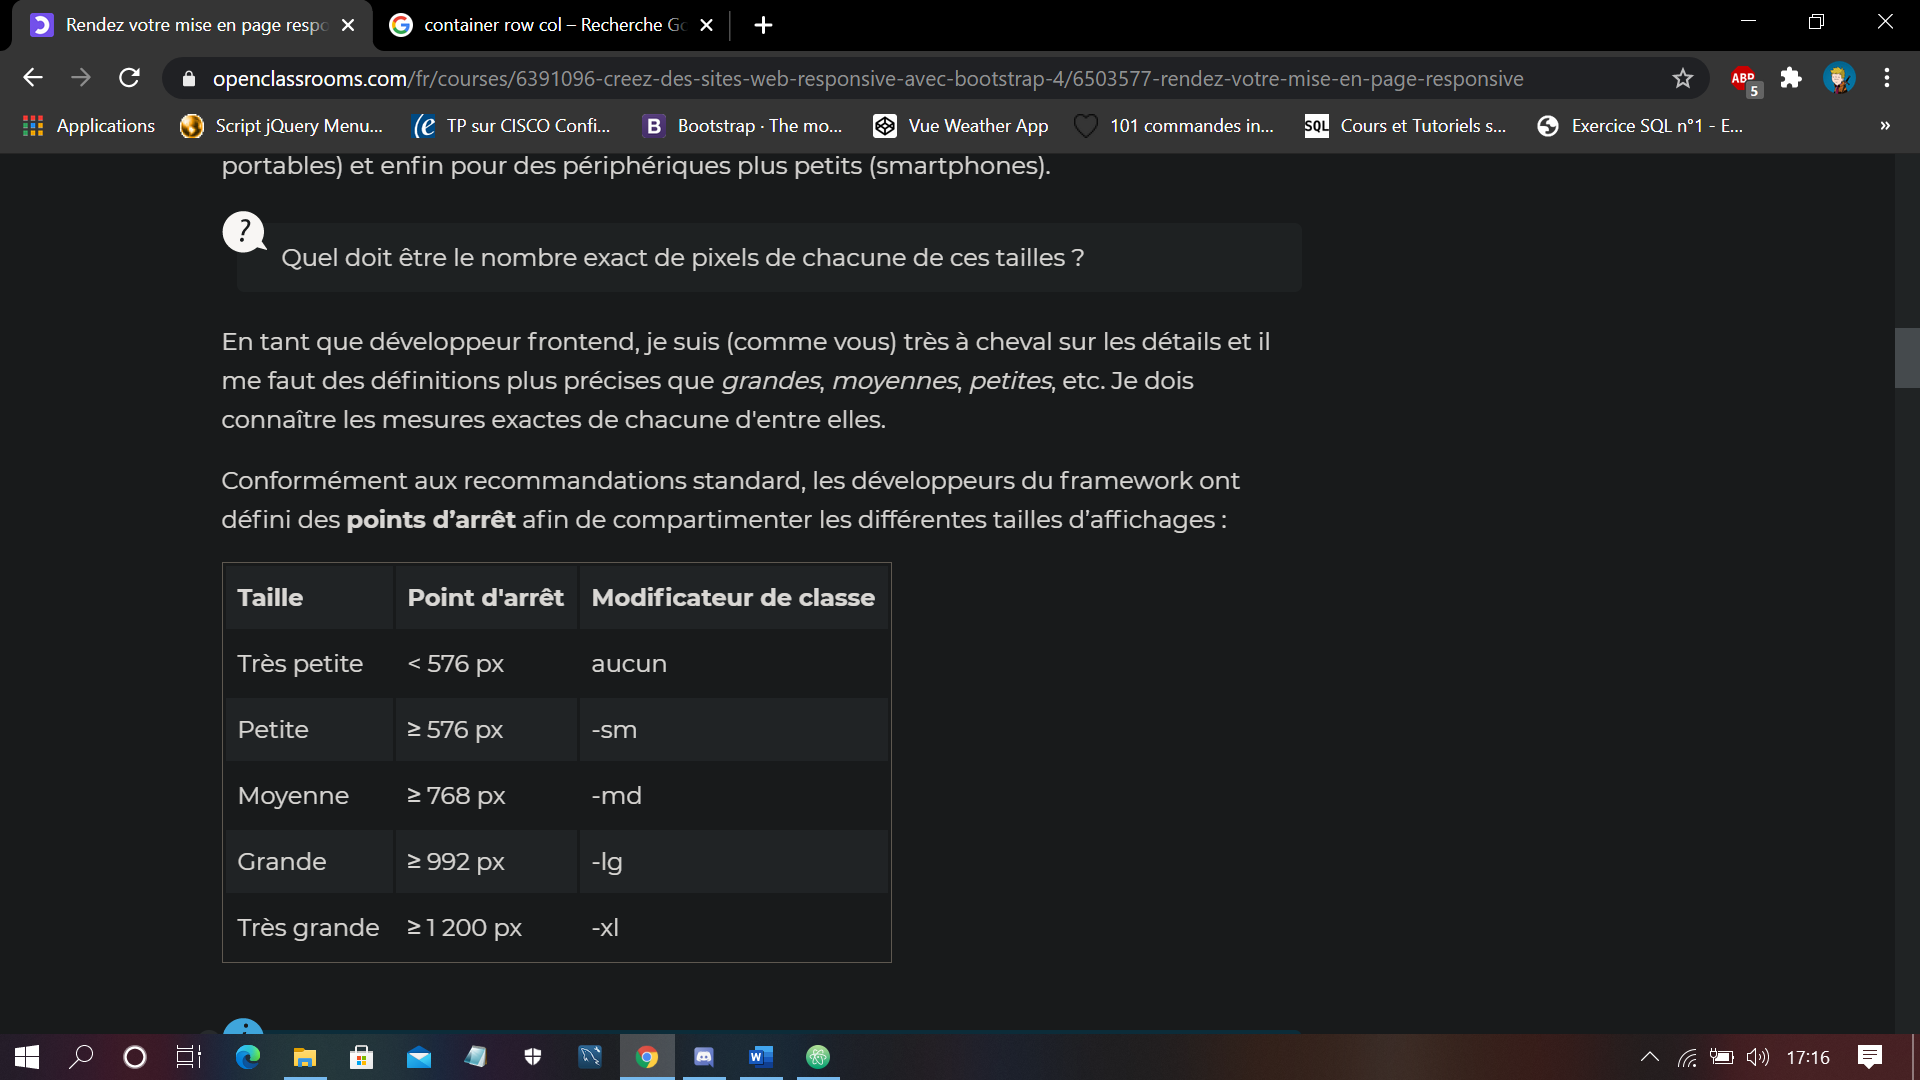 Rendez votre mise en page respo
container row col – Recherche Go
openclassrooms.com/fr/courses/6391096-creez-des-sites-web-responsive-avec-bootstrap-4/6503577-rendez-votre-mise-en-page-responsive
ABP
5
Applications
Script jQuery Menu...
TP sur CISCO Confi...
B
Bootstrap · The mo...
Vue Weather App
101 commandes in...
SQL
Cours et Tutoriels s...
Exercice SQL n°1 - E...
»
portables) et enfin pour des périphériques plus petits (smartphones).
?
Quel doit être le nombre exact de pixels de chacune de ces tailles ?
En tant que développeur frontend, je suis (comme vous) très à cheval sur les détails et il
me faut des définitions plus précises que grandes, moyennes, petites, etc. Je dois
connaître les mesures exactes de chacune d'entre elles.
Conformément aux recommandations standard, les développeurs du framework ont
défini des points d’arrêt afin de compartimenter les différentes tailles d’affichages :
Taille Point d'arrêt Modificateur de classe
Très petite < 576 px aucun
Petite ≥ 576 px -sm
Moyenne ≥ 768 px -md
Grande ≥ 992 px -lg
Très grande ≥ 1 200 px -xl
17:16